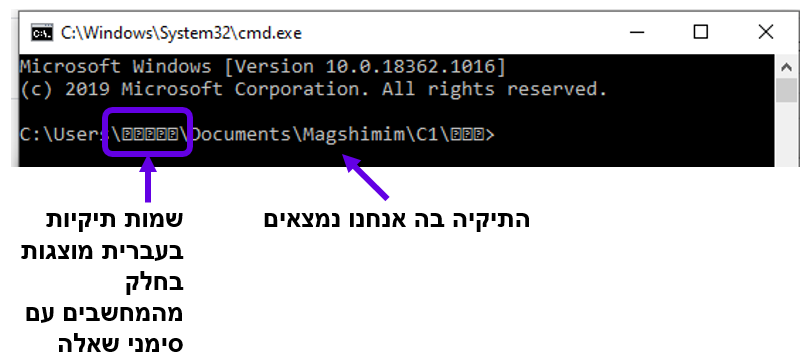 C:\Windows\System32\cmd.exe
Microsoft Windows [Version 10.0.18362.1016]
(c) 2019 Microsoft Corporation. All rights reserved.
C:\Users\⍰⍰⍰⍰⍰\Documents\Magshimim\C1\⍰⍰⍰>
התיקיה בה אנחנו נמצאים
שמות תיקיות
בעברית מוצגות
בחלק
מהמחשבים עם
סימני שאלה